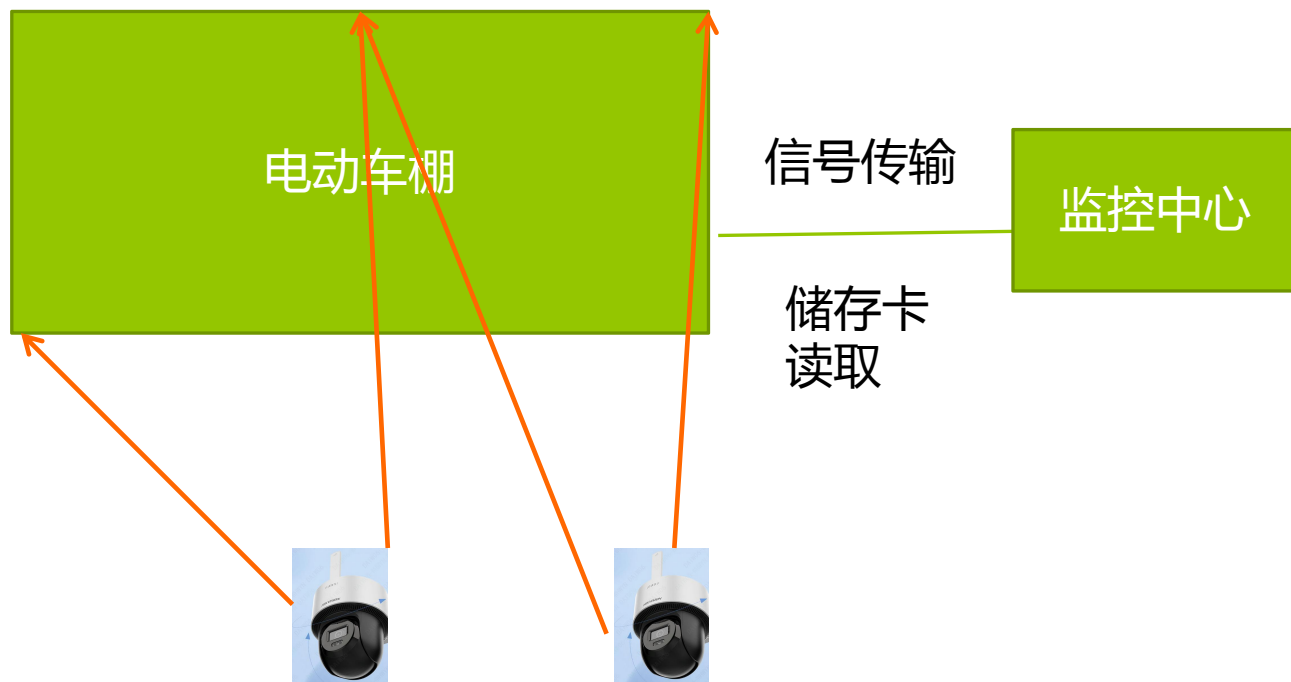 电动车棚
信号传输
监控中心
储存卡
读取